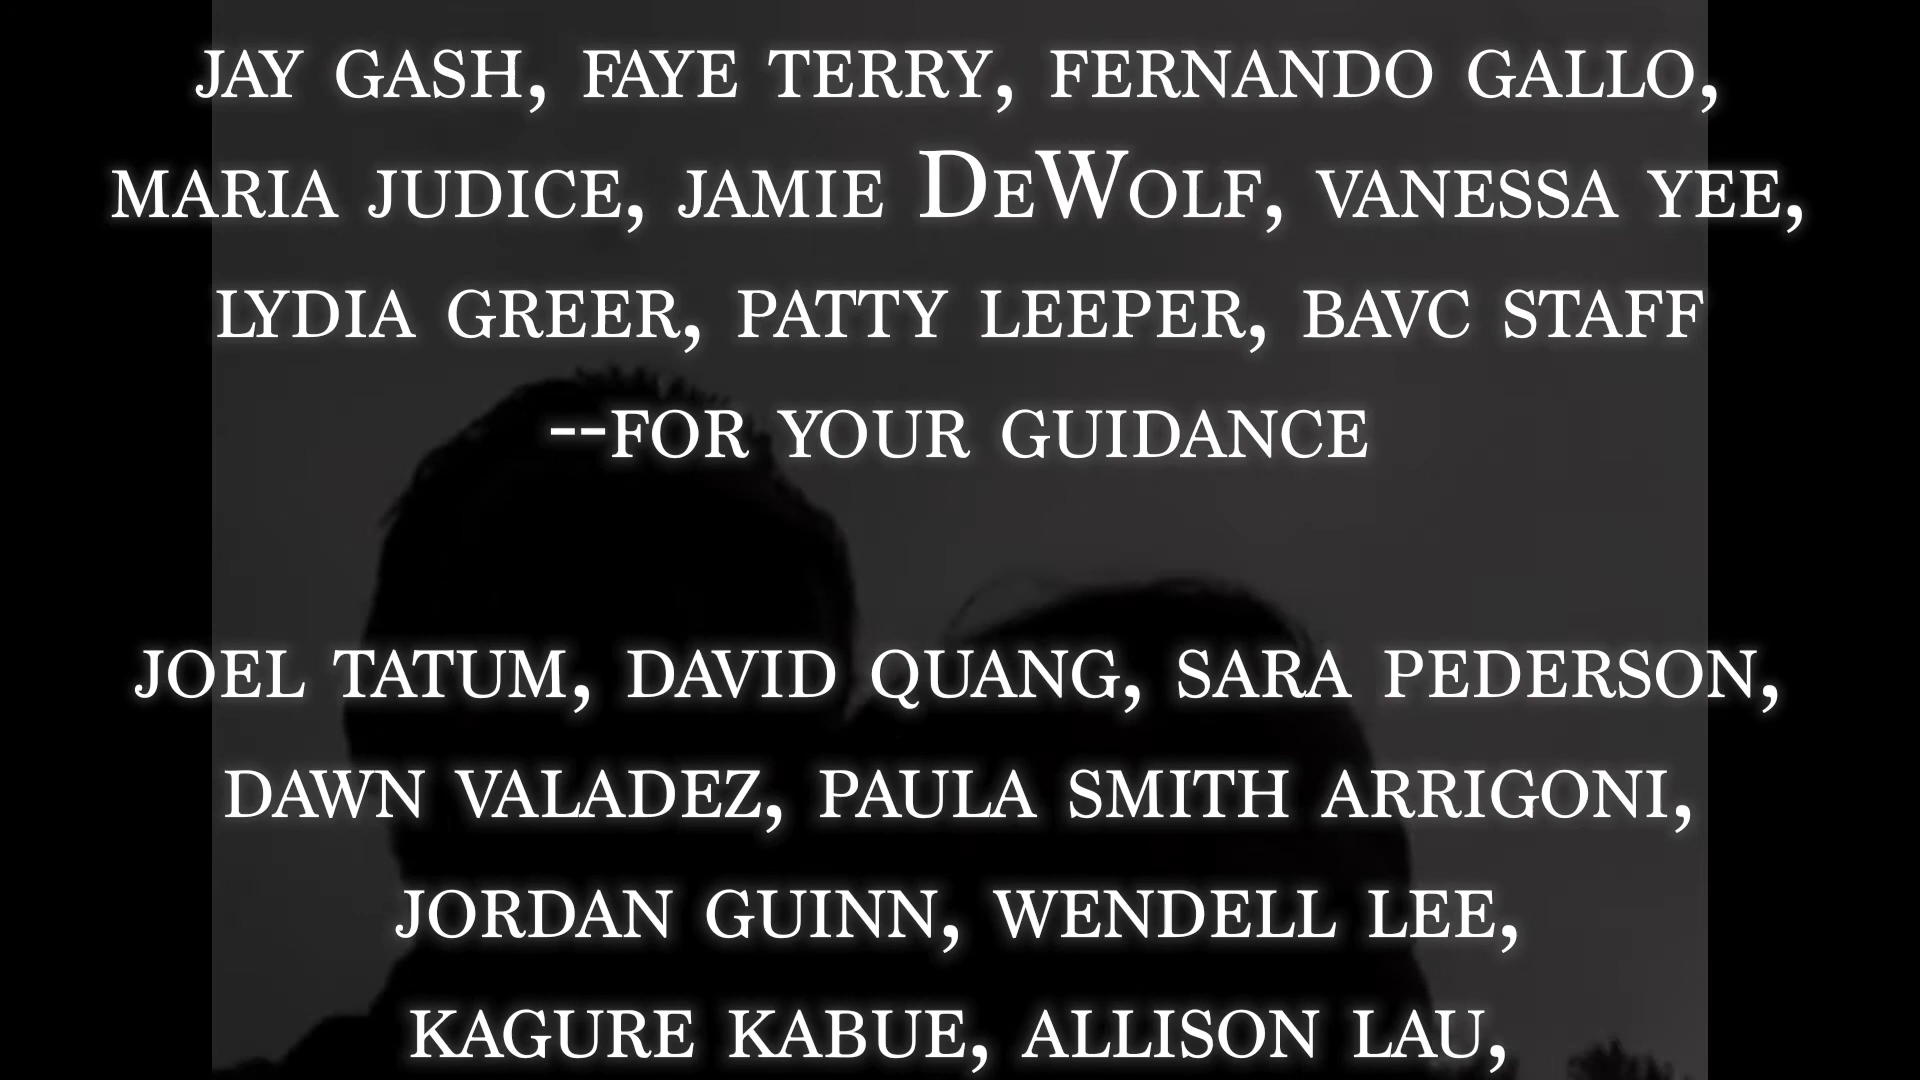 JAY GASH, FAYE TERRY, FERNANDO GALLO,
MARIA JUDICE, JAMIE DEWOLF, VANESSA YEE,
LYDIA GREER, PATTY LEEPER, BAVC STAFF
--FOR YOUR GUIDANCE
JOEL TATUM, DAVID QUANG, SARA PEDERSON,
DAWN VALADEZ, PAULA SMITH ARRIGONI,
JORDAN GUINN, WENDELL LEE,
KAGURE KABUE, ALLISON LAU,